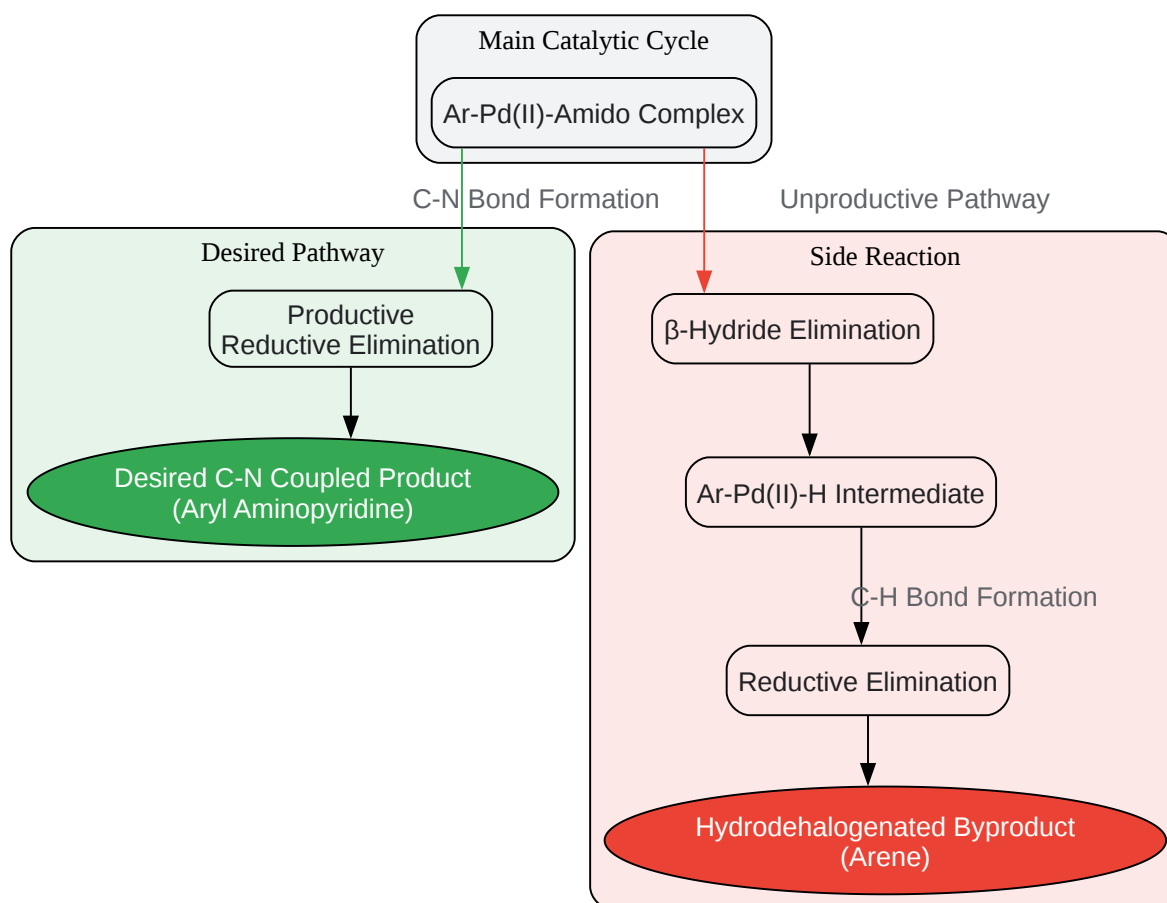 Main Catalytic Cycle
Ar-Pd(II)-Amido Complex
C-N Bond Formation
Unproductive Pathway
Desired Pathway
Productive
Reductive Elimination
Desired C-N Coupled Product
(Aryl Aminopyridine)
Side Reaction
β-Hydride Elimination
Ar-Pd(II)-H Intermediate
C-H Bond Formation
Reductive Elimination
Hydrodehalogenated Byproduct
(Arene)